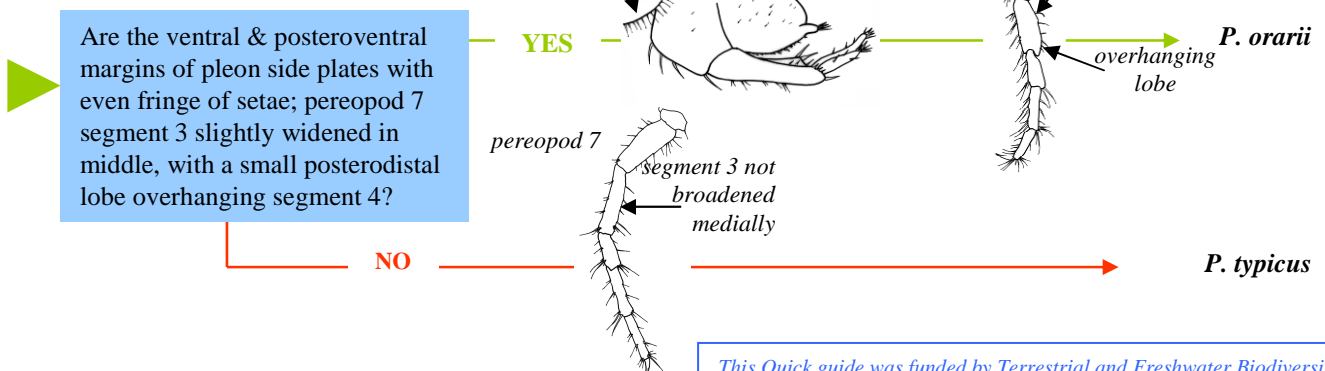 Are the ventral & posteroventral
margins of pleon side plates with
even fringe of setae; pereopod 7
segment 3 slightly widened in
middle, with a small posterodistal
lobe overhanging segment 4?
YES
overhanging
lobe
P. orarii
pereopod 7
segment 3 not
broadened
medially
NO
P. typicus
This Quick guide was funded by Terrestrial and Freshwater